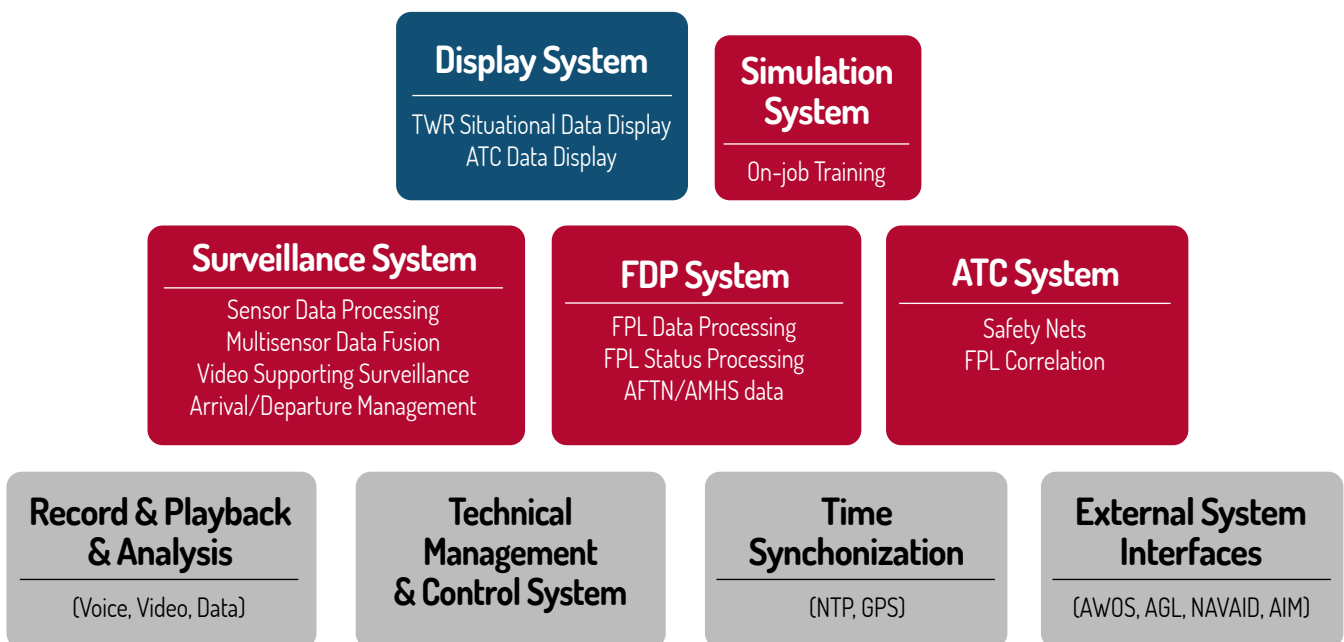 Display System
TWR Situational Data Display
ATC Data Display
Simulation
System
On-job Training
Surveillance System
Sensor Data Processing
Multisensor Data Fusion
Video Supporting Surveillance
Arrival/Departure Management
FDP System
FPL Data Processing
FPL Status Processing
AFTN/AMHS data
ATC System
Safety Nets
FPL Correlation
Record & Playback
& Analysis
(Voice, Video, Data)
Technical
Management
& Control System
Time
Synchonization
(NTP, GPS)
External System
Interfaces
(AWOS, AGL, NAVAID, AIM)